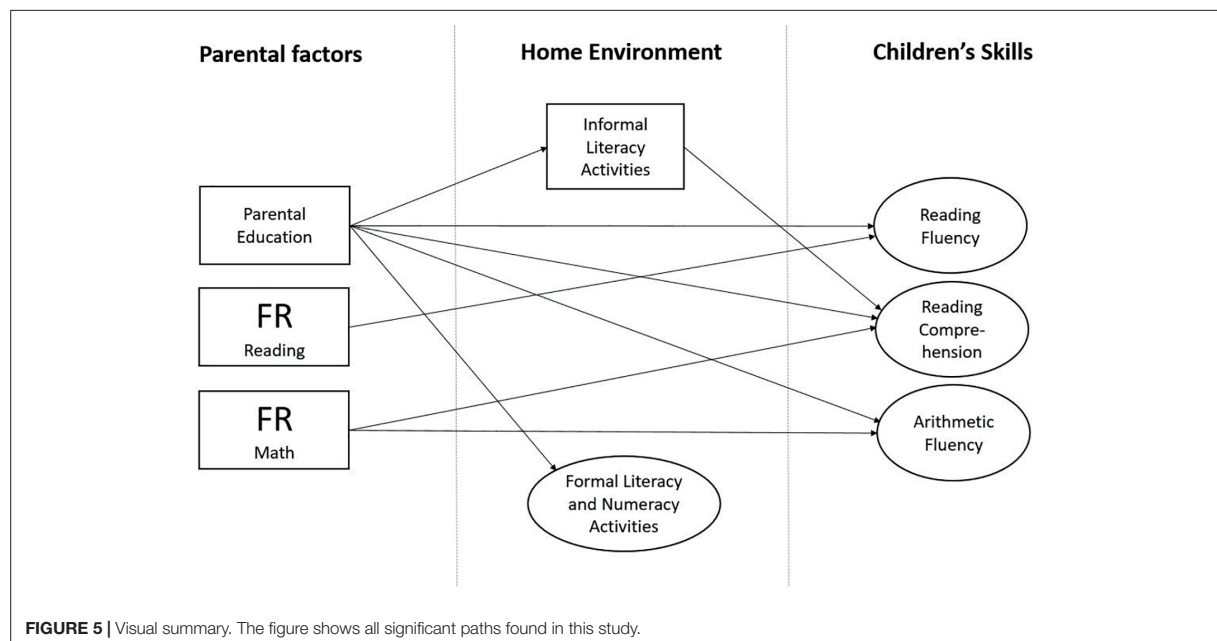 Parental factors
Home Environment
Children's Skills
Informal
Literacy
Activities
Parental
Education
Reading
Fluency
FR
Reading
Reading
Compre-
hension
FR
Math
Arithmetic
Fluency
Formal Literacy
and Numeracy
Activities
FIGURE 5 | Visual summary. The figure shows all significant paths found in this study.